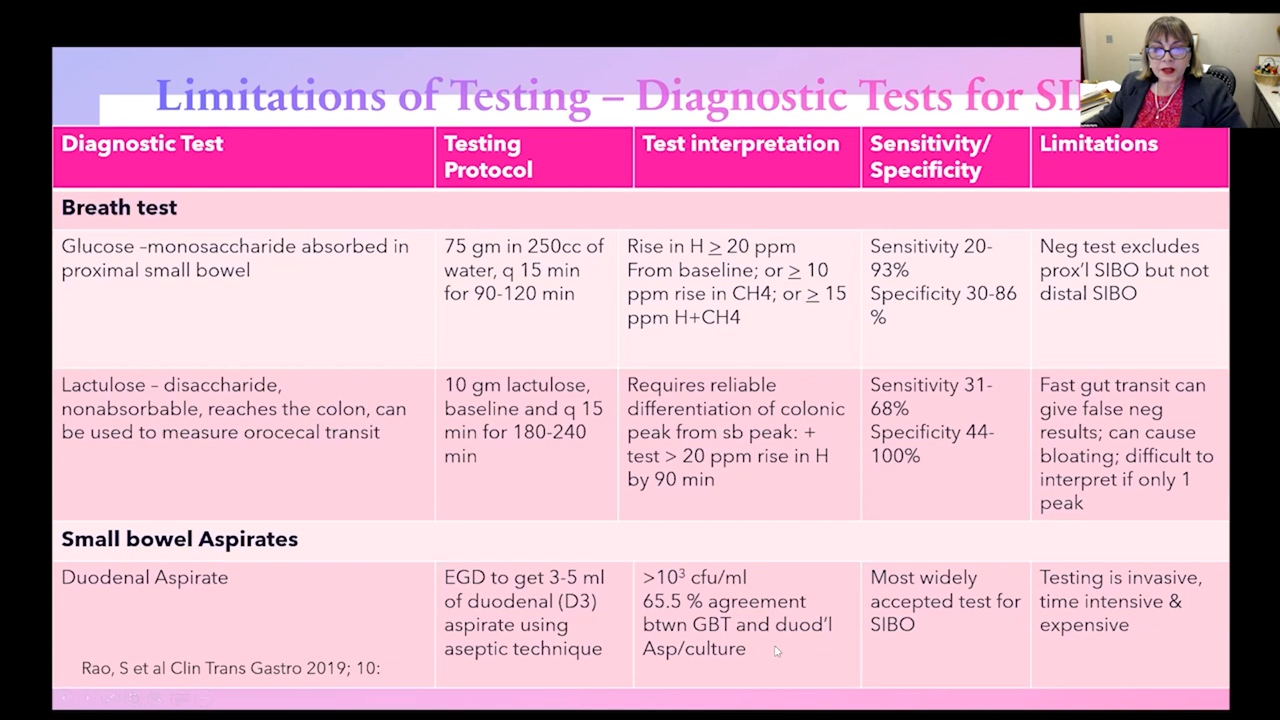 Limitations of Testing – Diagnostic Tests for SI
Diagnostic Test
Testing
Protocol
Test interpretation
Sensitivity/
Specificity
Limitations
Breath test
Glucose –monosaccharide absorbed in
proximal small bowel
75 gm in 250cc of
water, q 15 min
for 90-120 min
Rise in H ≥ 20 ppm
From baseline; or ≥ 10
ppm rise in CH4; or ≥ 15
ppm H+CH4
Sensitivity 20-
93%
Specificity 30-86
%
Neg test excludes
prox'l SIBO but not
distal SIBO
Lactulose – disaccharide,
nonabsorbable, reaches the colon, can
be used to measure orocecal transit
10 gm lactulose,
baseline and q 15
min for 180-240
min
Requires reliable
differentiation of colonic
peak from sb peak: +
test > 20 ppm rise in H
by 90 min
Sensitivity 31-
68%
Specificity 44-
100%
Fast gut transit can
give false neg
results; can cause
bloating; difficult to
interpret if only 1
peak
Small bowel Aspirates
Duodenal Aspirate
EGD to get 3-5 ml
of duodenal (D3)
aspirate using
aseptic technique
>10³ cfu/ml
65.5 % agreement
btwn GBT and duod'l
Asp/culture
Most widely
accepted test for
SIBO
Testing is invasive,
time intensive &
expensive
Rao, S et al Clin Trans Gastro 2019; 10: